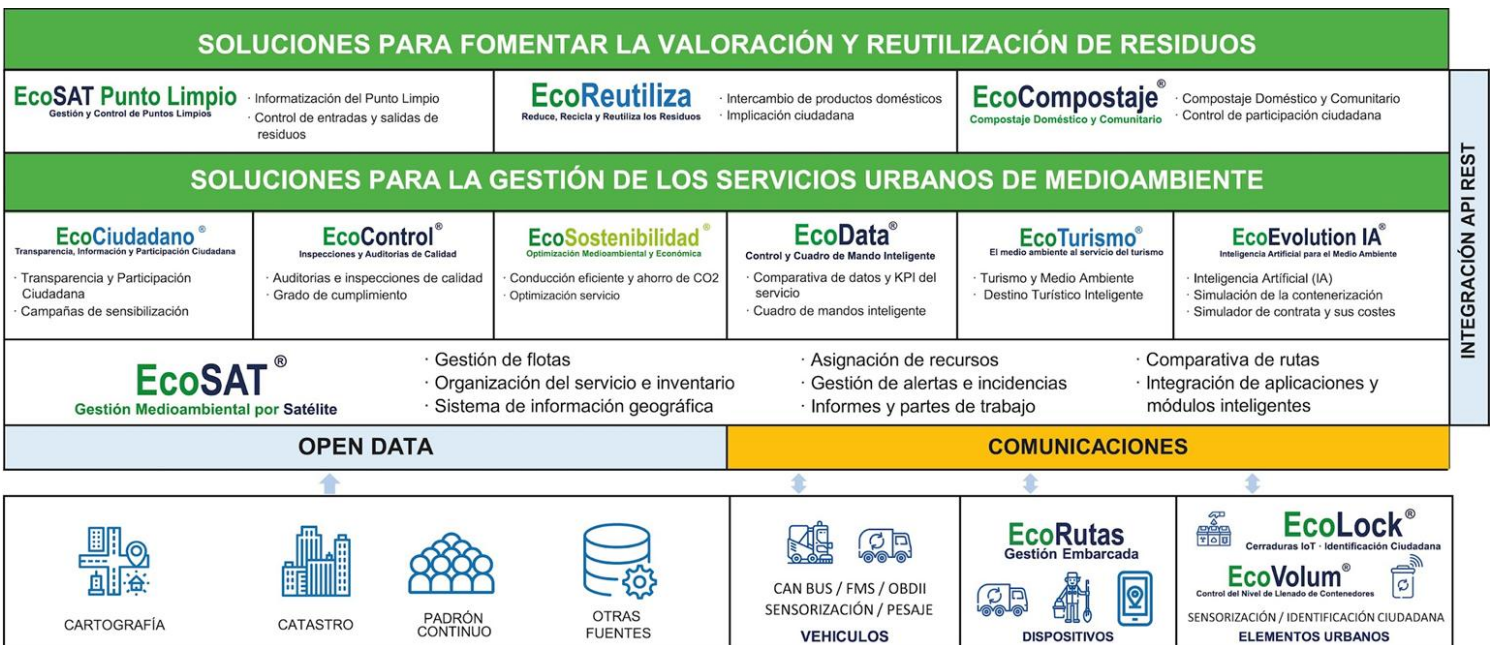 SOLUCIONES PARA FOMENTAR LA VALORACIÓN Y REUTILIZACIÓN DE RESIDUOS
EcoSAT Punto Limpio
Gestión y Control de Puntos Limpios
· Informatización del Punto Limpio
· Control de entradas y salidas de
residuos
EcoReutiliza
Reduce, Recicla y Reutiliza los Residuos
· Intercambio de productos domésticos
· Implicación ciudadana
EcoCompostaje®
Compostaje Doméstico y Comunitario
· Compostaje Doméstico y Comunitario
· Control de participación ciudadana
INTEGRACIÓN API REST
SOLUCIONES PARA LA GESTIÓN DE LOS SERVICIOS URBANOS DE MEDIOAMBIENTE
EcoCiudadano®
Transparencia, Información y Participación Ciudadana
· Transparencia y Participación
Ciudadana
· Campañas de sensibilización
EcoControl®
Inspecciones y Auditorias de Calidad
· Auditorias e inspecciones de calidad
· Grado de cumplimiento
EcoSostenibilidad®
Optimización Medioambiental y Económica
· Conducción eficiente y ahorro de CO2
· Optimización servicio
EcoData®
Control y Cuadro de Mando Inteligente
· Comparativa de datos y KPI del
servicio
· Cuadro de mandos inteligente
EcoTurismo®
El medio ambiente al servicio del turismo
· Turismo y Medio Ambiente
· Destino Turístico Inteligente
EcoEvolution IA®
Inteligencia Artificial para el Medio Ambiente
· Inteligencia Artíficial (IA)
· Simulación de la contenerización
· Simulador de contrata y sus costes
EcoSAT®
Gestión Medioambiental por Satélite
· Gestión de flotas
· Organización del servicio e inventario
· Sistema de información geográfica
· Asignación de recursos
· Gestión de alertas e incidencias
· Informes y partes de trabajo
· Comparativa de rutas
· Integración de aplicaciones y
módulos inteligentes
OPEN DATA
COMUNICACIONES
CARTOGRAFÍA
CATASTRO
PADRÓN
CONTINUO
OTRAS
FUENTES
CAN BUS / FMS / OBDII
SENSORIZACIÓN / PESAJE
VEHICULOS
EcoRutas
Gestión Embarcada
DISPOSITIVOS
EcoLock®
Cerraduras IoT · Identificación Ciudadana
EcoVolum®
Control del Nivel de Llenado de Contenedores
SENSORIZACIÓN / IDENTIFICACIÓN CIUDADANA
ELEMENTOS URBANOS